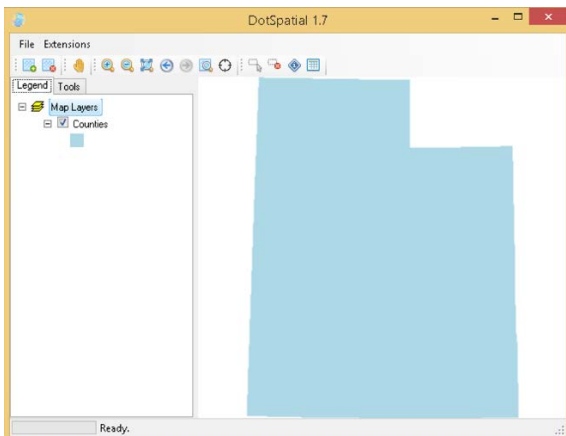 DotSpatial 1.7
File Extensions
Legend Tools
Map Layers
Counties
Ready.